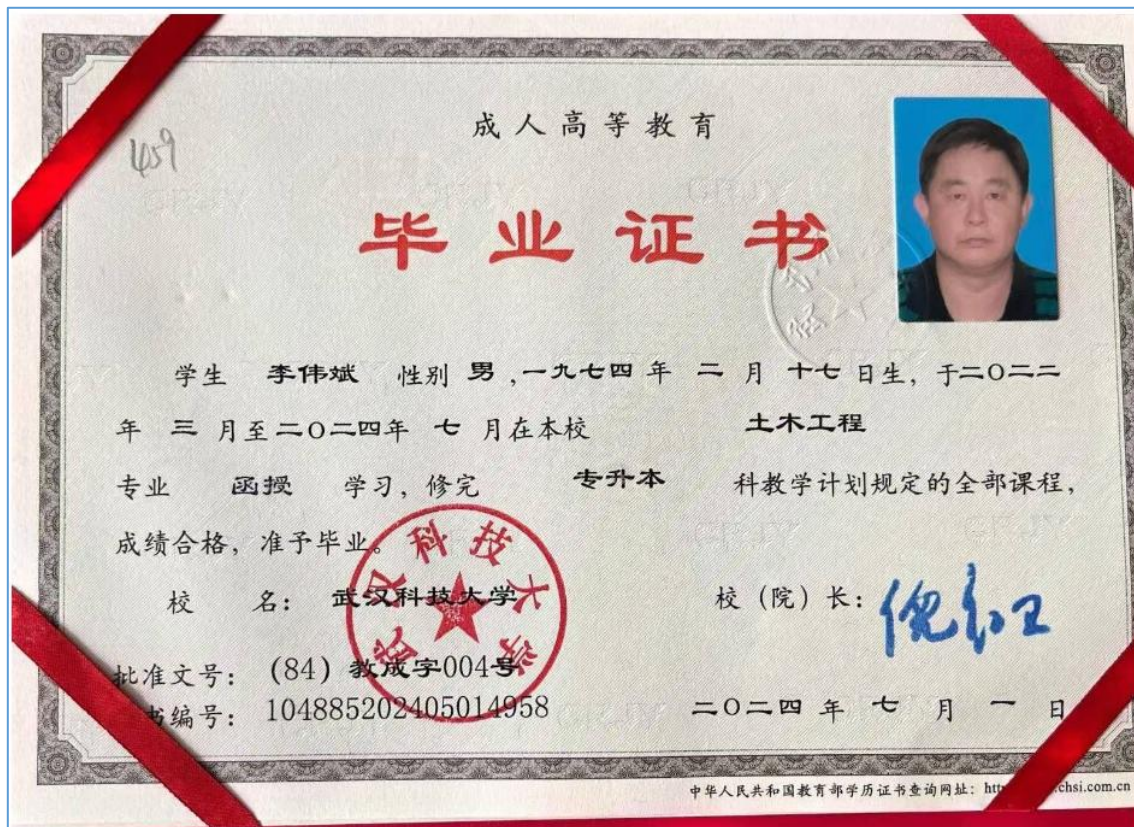 459
成人高等教育
毕业证书
学生 李伟斌 性别 男,一九七四 年 二 月 十七 日生，于二〇二二
年 三 月至二〇二四年 七 月在本校 土木工程
专业 函授 学习，修完 专升本 科教学计划规定的全部课程，
成绩合格，准予毕业。
校 名： 武汉科技大学 校（院）长：
武汉科技大学
批准文号： (84) 教成字004号
书编号： 104885202405014958 二〇二四 年 七 月 一 日
中华人民共和国教育部学历证书查询网址：htt chsi.com.cn